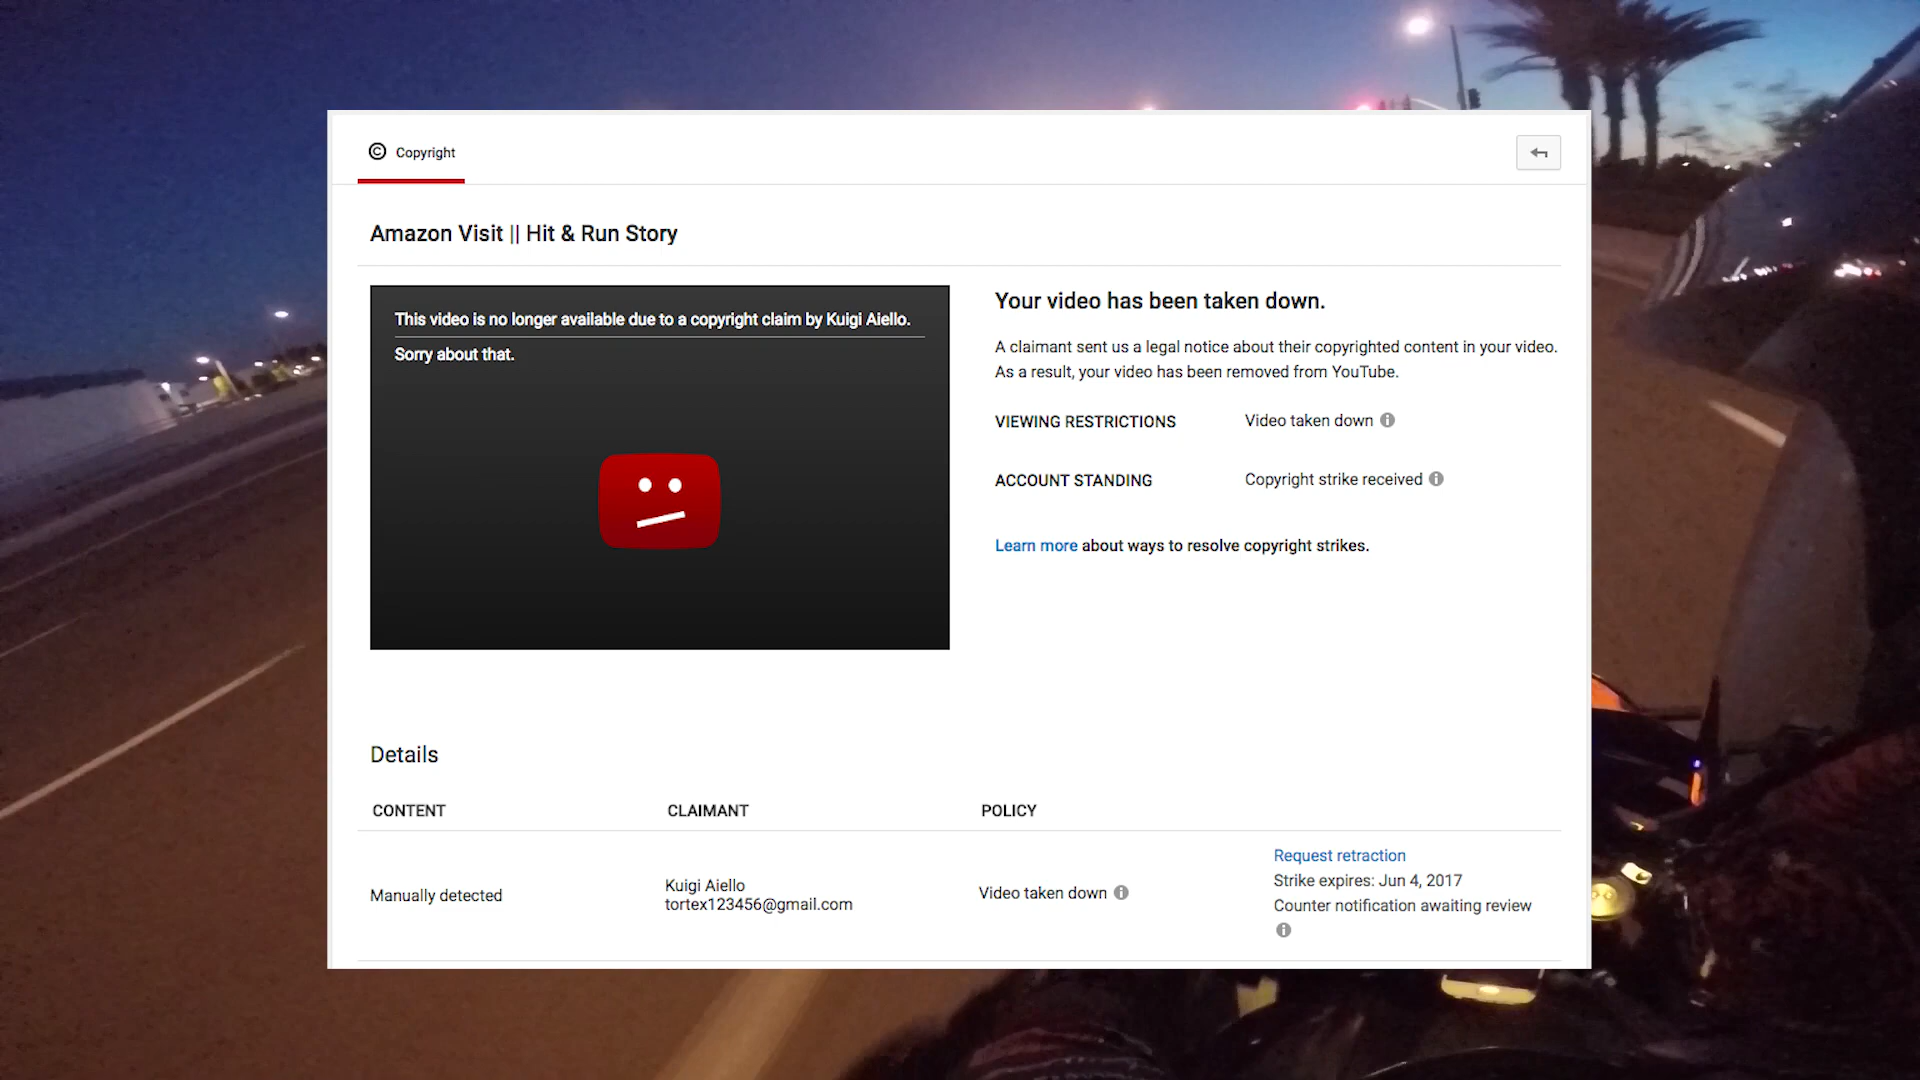 © Copyright
Amazon Visit || Hit & Run Story
This video is no longer available due to a copyright claim by Kuigi Aiello.
Sorry about that.
Your video has been taken down.
A claimant sent us a legal notice about their copyrighted content in your video.
As a result, your video has been removed from YouTube.
VIEWING RESTRICTIONS Video taken down
ACCOUNT STANDING Copyright strike received
Learn more about ways to resolve copyright strikes.
Details
CONTENT CLAIMANT POLICY
Manually detected
Kuigi Aiello
tortex123456@gmail.com
Video taken down
Request retraction
Strike expires: Jun 4, 2017
Counter notification awaiting review